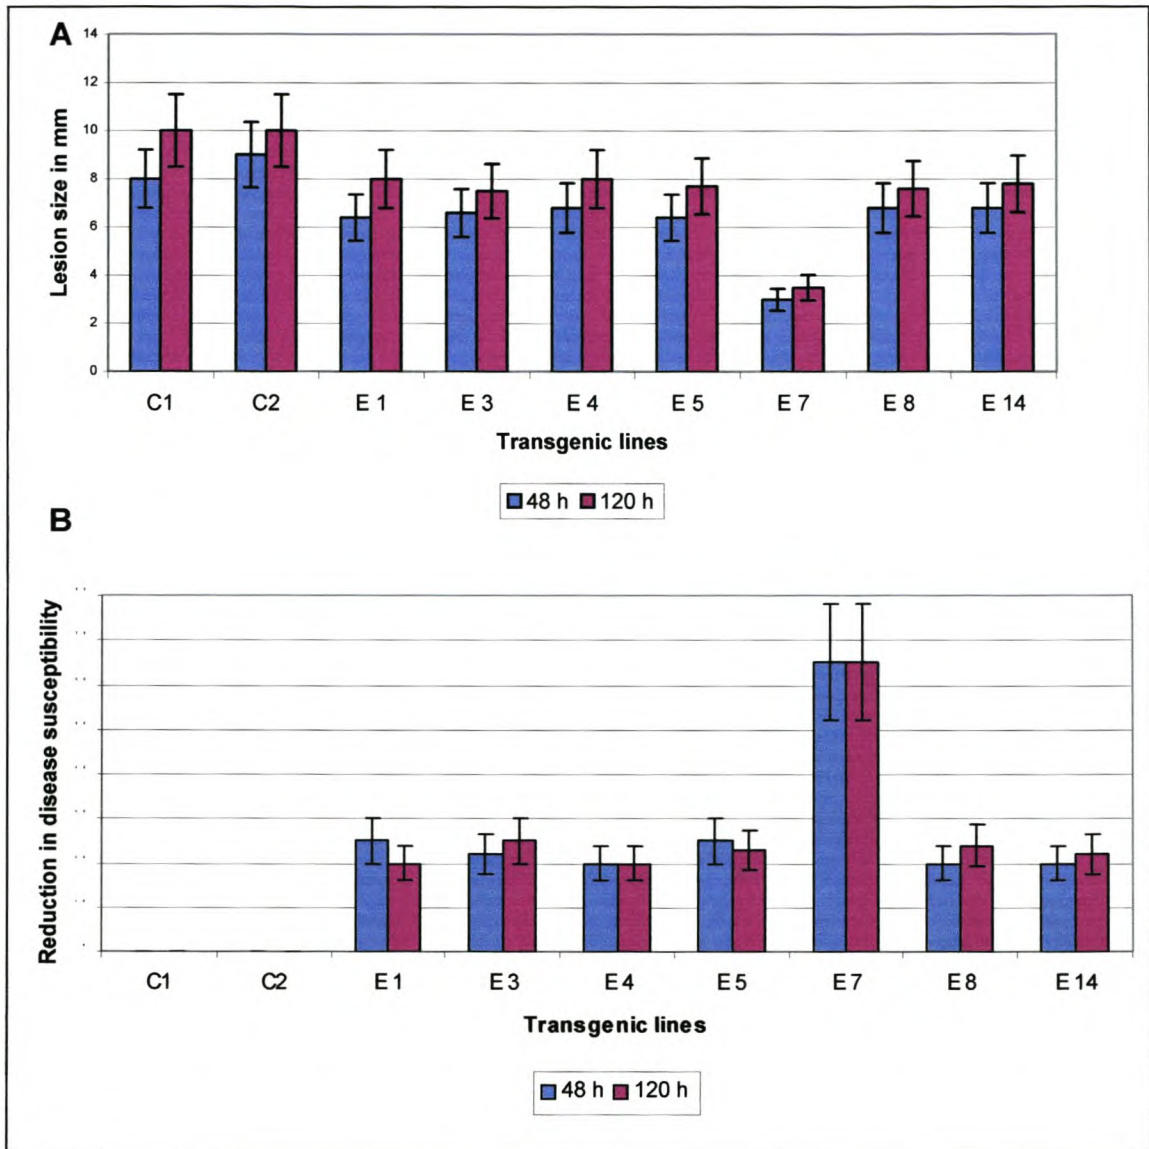 A
Lesion size in mm
14
12
10
8
6
4
2
0
C1 C2 E 1 E 3 E 4 E 5 E 7 E 8 E 14
Transgenic lines
48 h 120 h
B
Reduction in disease susceptibility
C1 C2 E 1 E 3 E 4 E 5 E 7 E 8 E 14
Transgenic lines
48 h 120 h